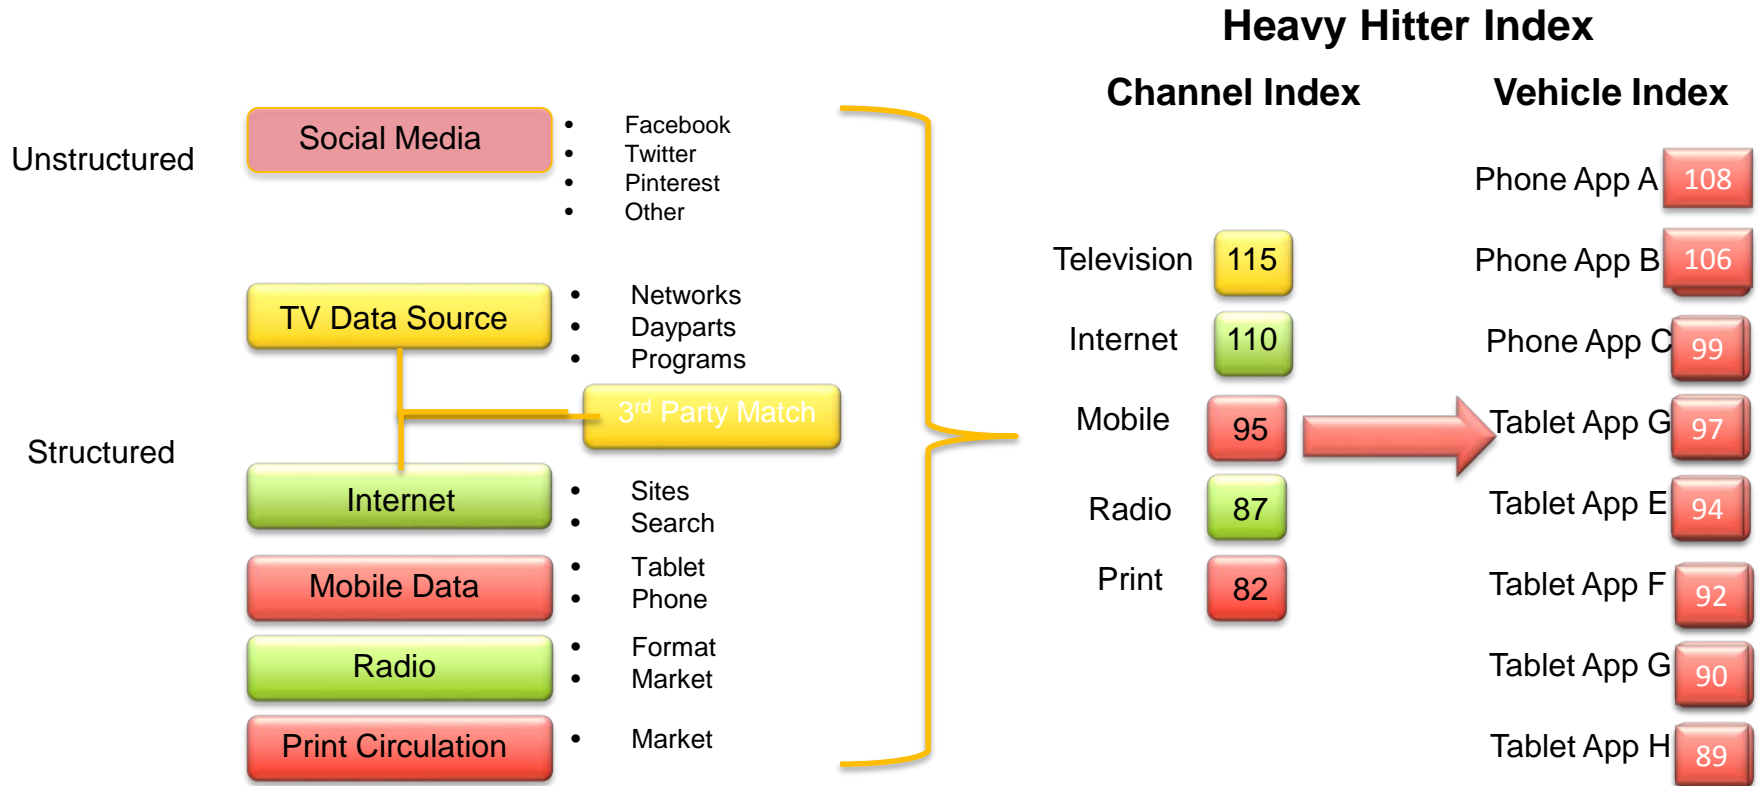 Heavy Hitter Index
Channel Index
Vehicle Index
Unstructured
Social Media
• Facebook
• Twitter
• Pinterest
• Other
Structured
TV Data Source
• Networks
• Dayparts
• Programs
3rd Party Match
Internet
• Sites
• Search
Mobile Data
• Tablet
• Phone
Radio
• Format
• Market
Print Circulation
• Market
Television 115
Internet 110
Mobile 95
Radio 87
Print 82
Phone App A 108
Phone App B 106
Phone App C 99
Tablet App G 97
Tablet App E 94
Tablet App F 92
Tablet App G 90
Tablet App H 89